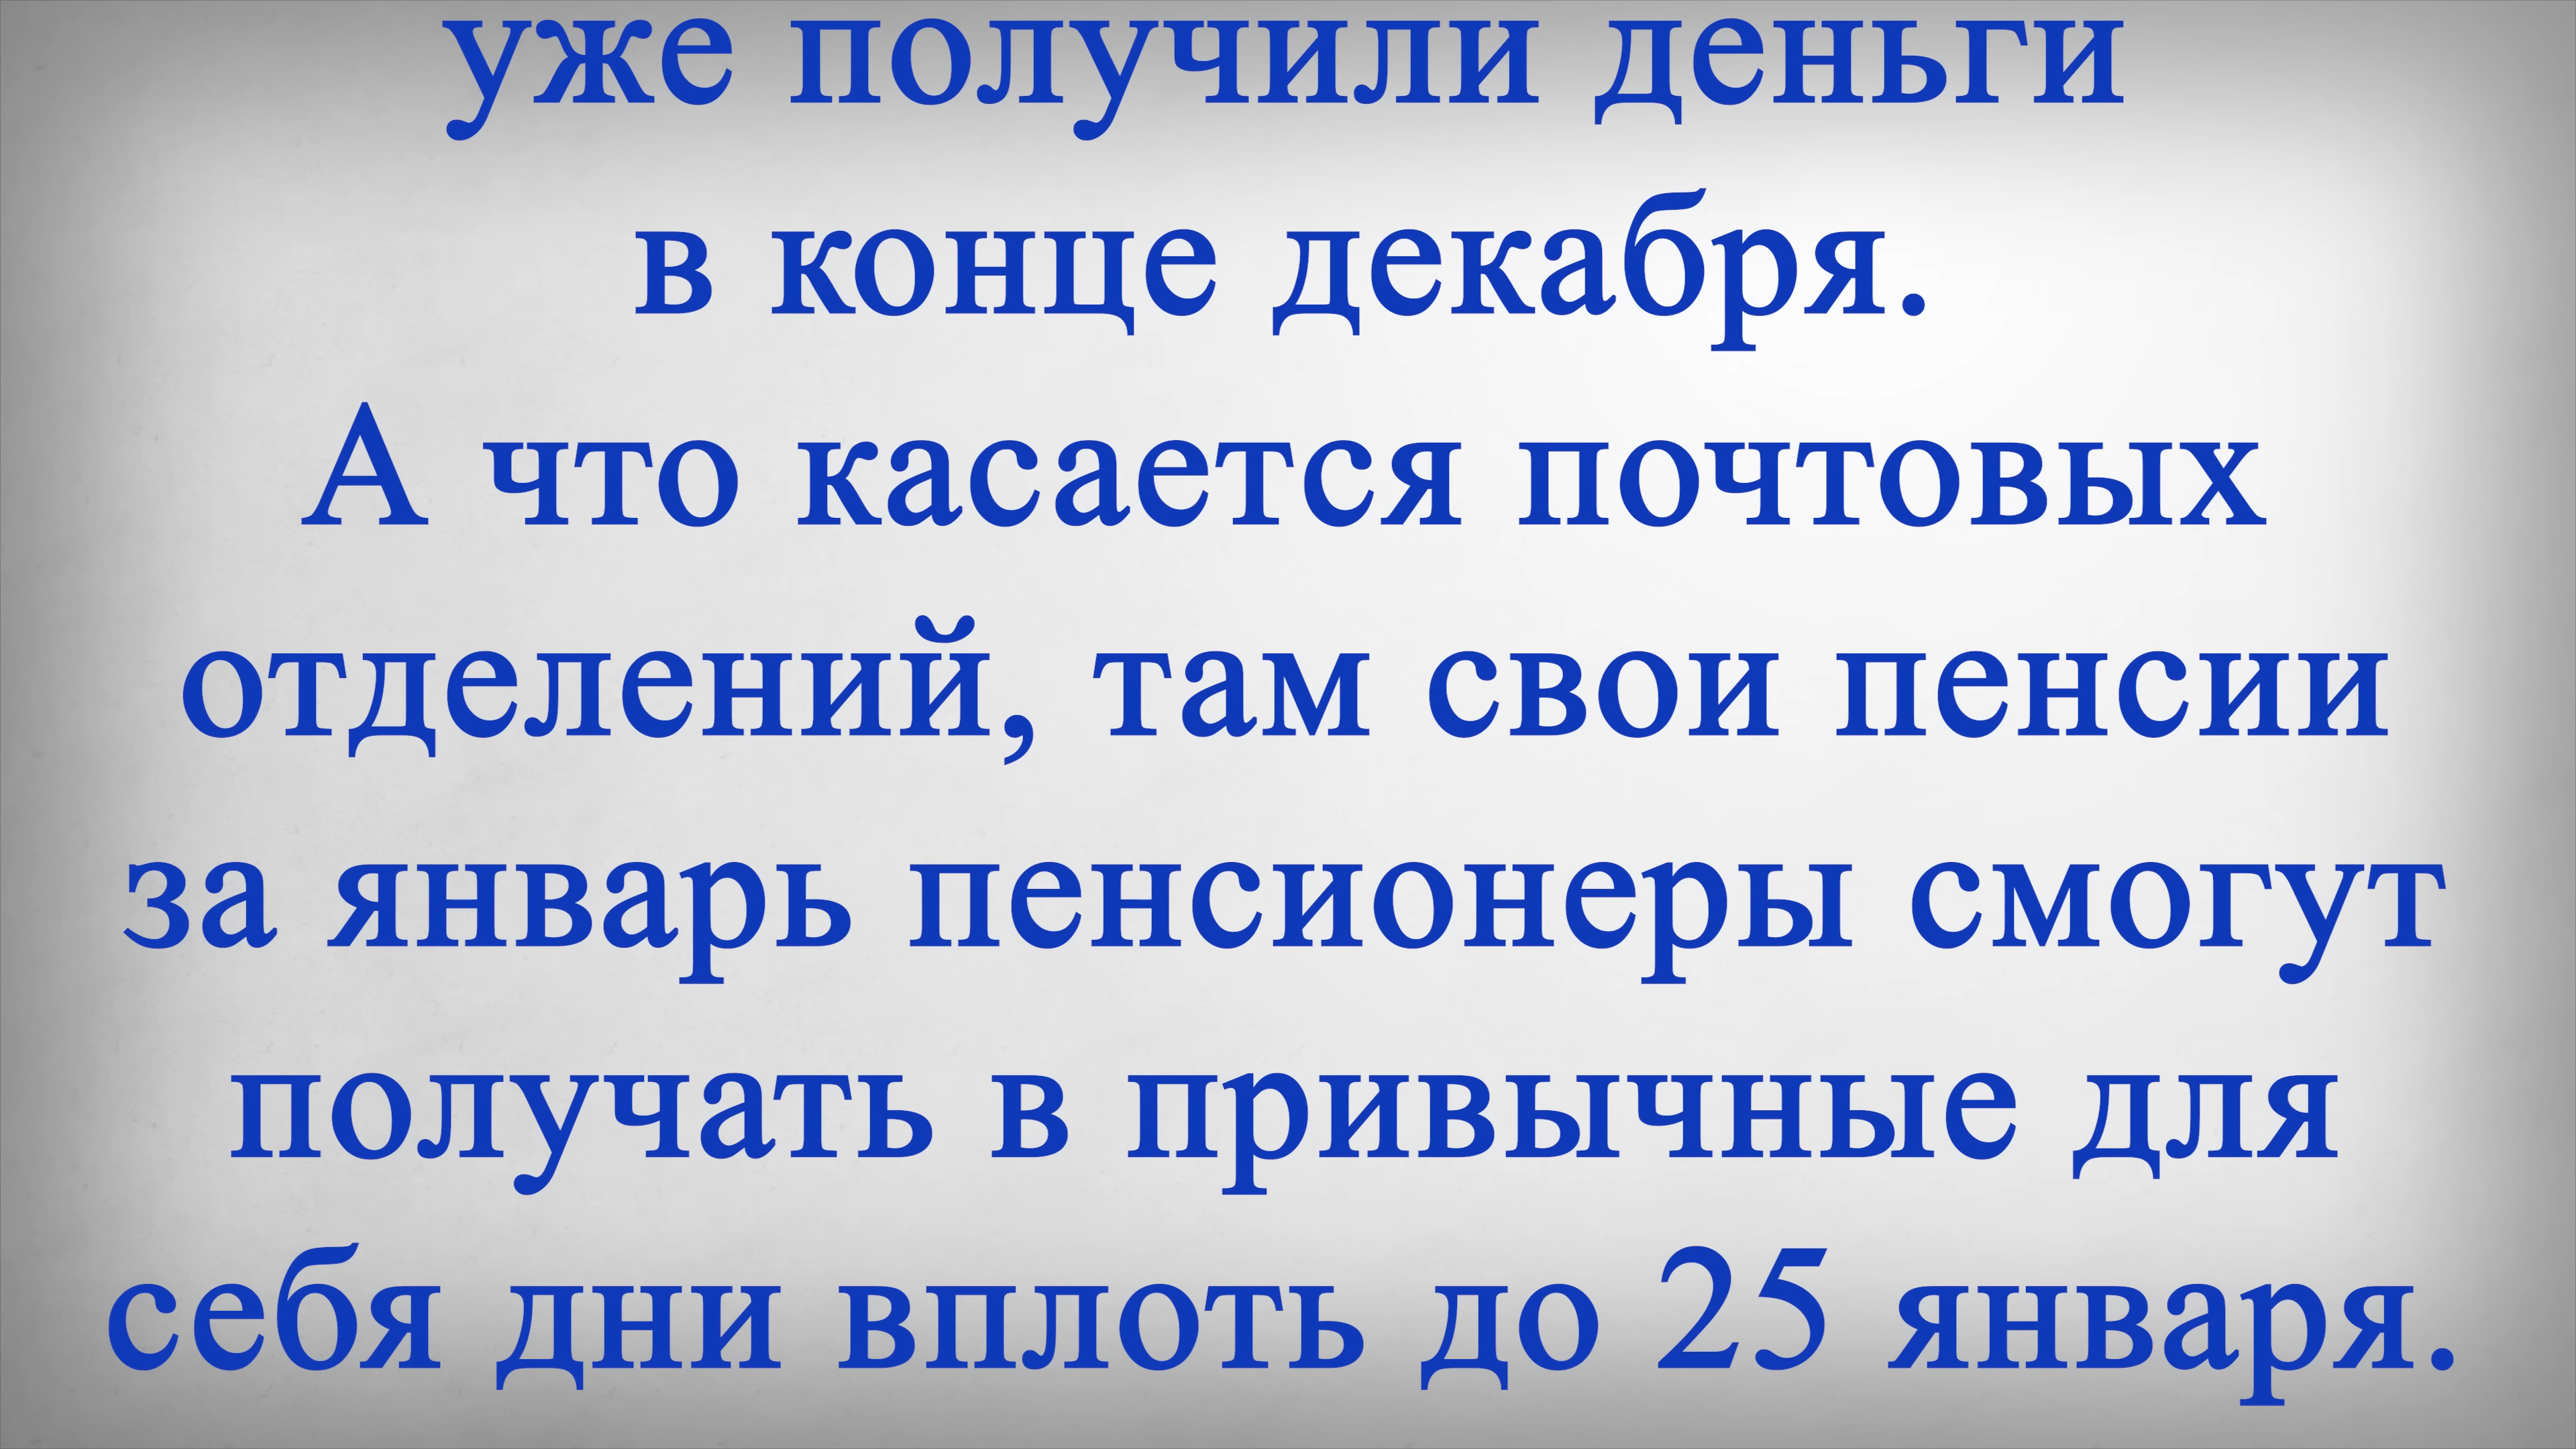 уже получили деньги
в конце декабря.
А что касается почтовых
отделений, там свои пенсии
за январь пенсионеры смогут
получать в привычные для
себя дни вплоть до 25 января.